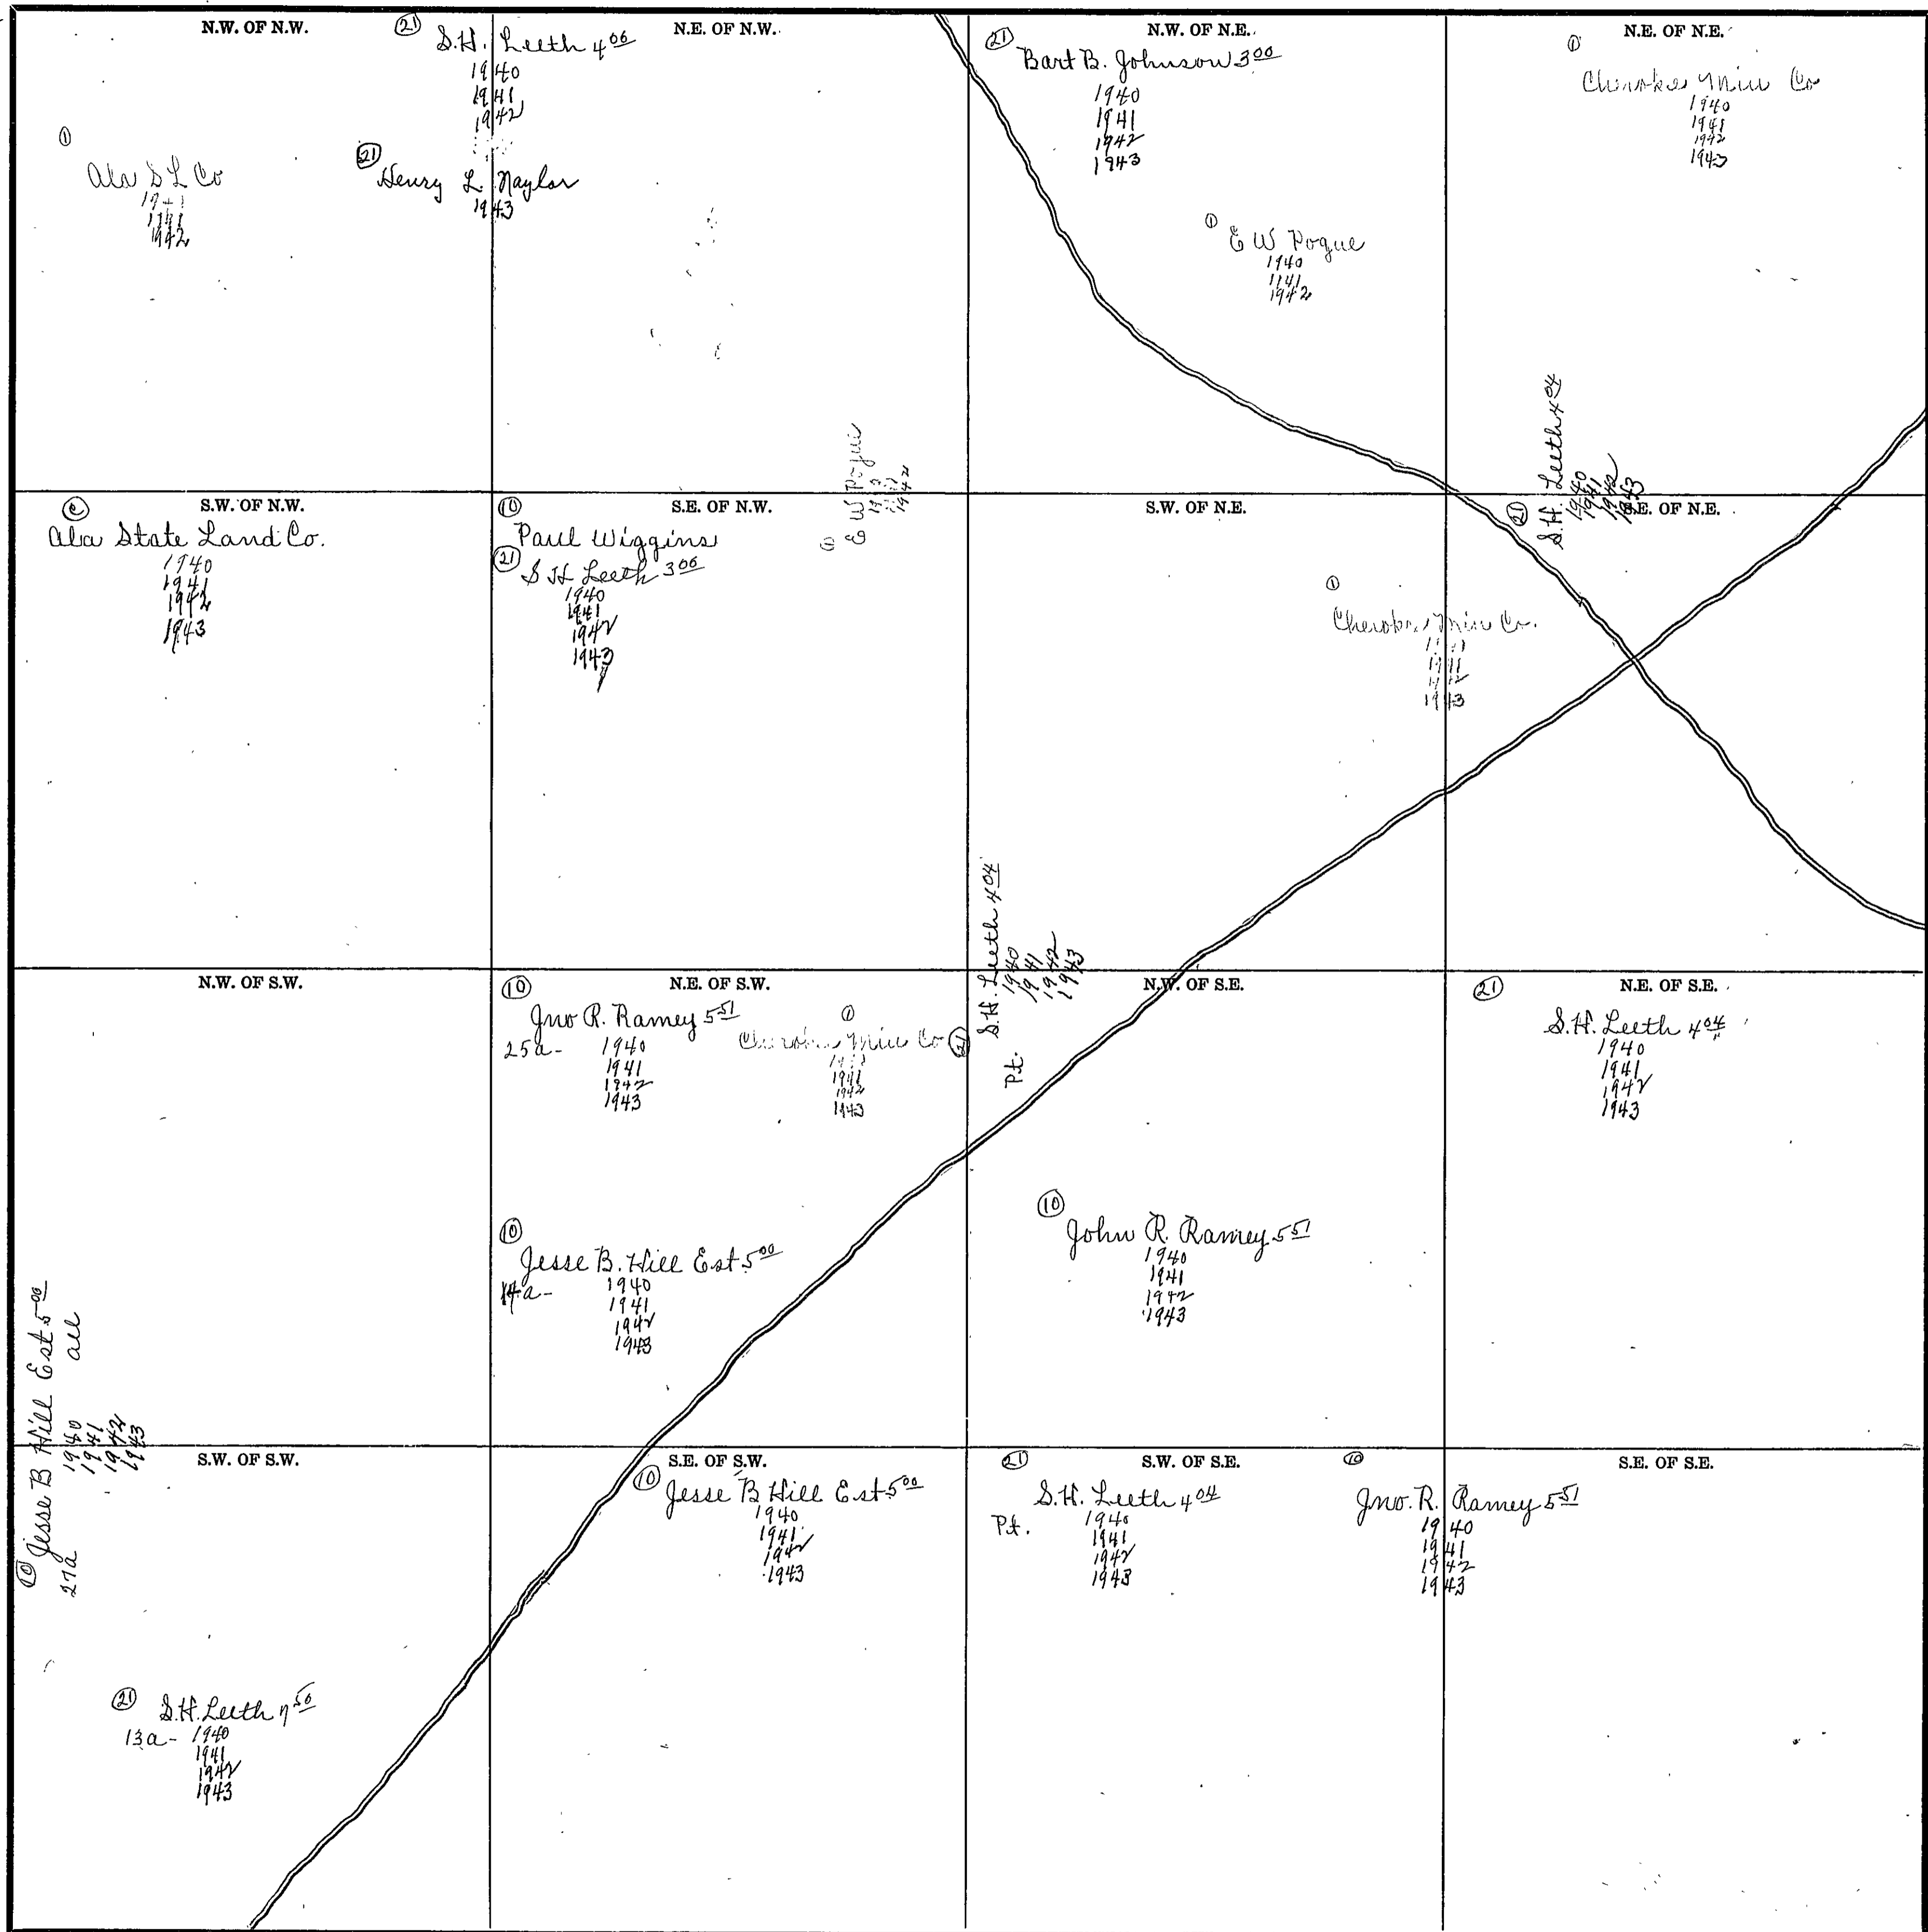 N.W. OF N.W.
21
S.H. Leeth 4 06
1940
1941
1942
21
Henry L. Naylor
1943
1
Ala S L Co
1941
1942
N.E. OF N.W.
N.W. OF N.E.
21
Bart B. Johnson 3 00
1940
1941
1942
1943
1
E W Pogue
1940
1941
1942
N.E. OF N.E.
1
Cherokee Min Co
1940
1941
1942
1943
S.W. OF N.W.
Ala State Land Co.
1940
1941
1942
1943
S.E. OF N.W.
10
Paul Wiggins
21
S H Leeth 3 06
1940
1941
1942
1943
1
E W Pogue
1942
S.W. OF N.E.
S.E. OF N.E.
21
S.H. Leeth 4 04
1940
1941
1942
1943
1
Cherokee Min Co.
1941
1943
N.W. OF S.W.
N.E. OF S.W.
10
Jno R. Ramey 5 51
25a- 1940
1941
1942
1943
1
Cherokee Min Co
1941
1942
1943
10
Jesse B. Hill Est 5 00
14a- 1940
1941
1942
1943
N.W. OF S.E.
21
S.H. Leeth 4 04
1940
1941
1942
1943
Pt.
10
John R. Ramey 5 51
1940
1941
1942
1943
N.E. OF S.E.
21
S.H. Leeth 4 04
1940
1941
1942
1943
S.W. OF S.W.
10
Jesse B Hill Est 5 00
27a 1940 all
1941
1942
1943
21
S.H. Leeth 7 50
13a- 1940
1941
1942
1943
S.E. OF S.W.
10
Jesse B Hill Est 5 00
1940
1941
1942
1943
S.W. OF S.E.
21
S.H. Leeth 4 04
Pt. 1940
1941
1942
1943
S.E. OF S.E.
10
Jno. R. Ramey 5 51
1940
1941
1942
1943